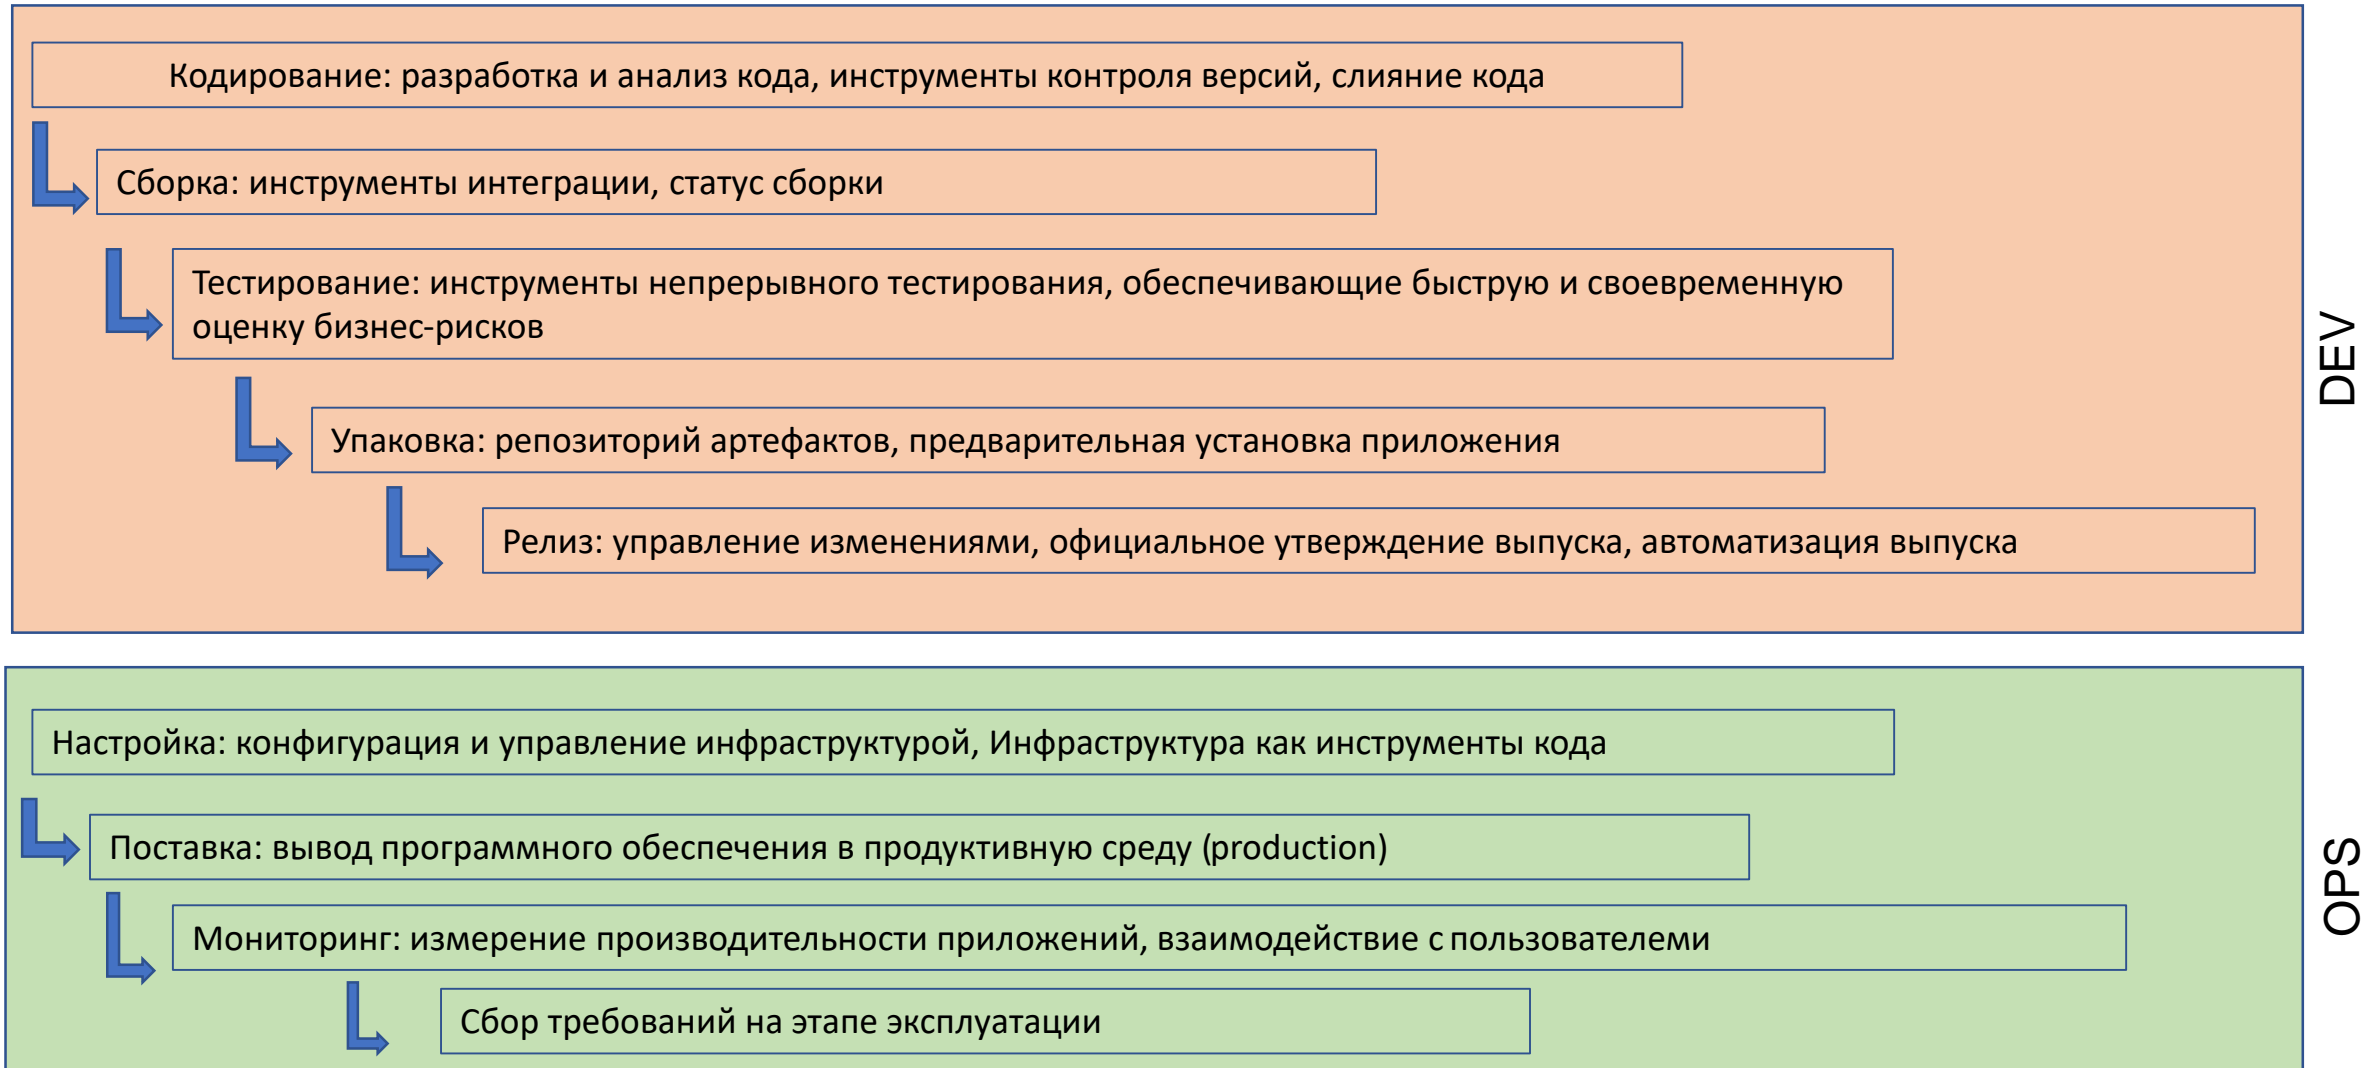 Кодирование: разработка и анализ кода, инструменты контроля версий, слияние кода
Сборка: инструменты интеграции, статус сборки
Тестирование: инструменты непрерывного тестирования, обеспечивающие быструю и своевременную
оценку бизнес-рисков
Упаковка: репозиторий артефактов, предварительная установка приложения
Релиз: управление изменениями, официальное утверждение выпуска, автоматизация выпуска
DEV
Настройка: конфигурация и управление инфраструктурой, Инфраструктура как инструменты кода
Поставка: вывод программного обеспечения в продуктивную среду (production)
Мониторинг: измерение производительности приложений, взаимодействие с пользователеми
Сбор требований на этапе эксплуатации
OPS